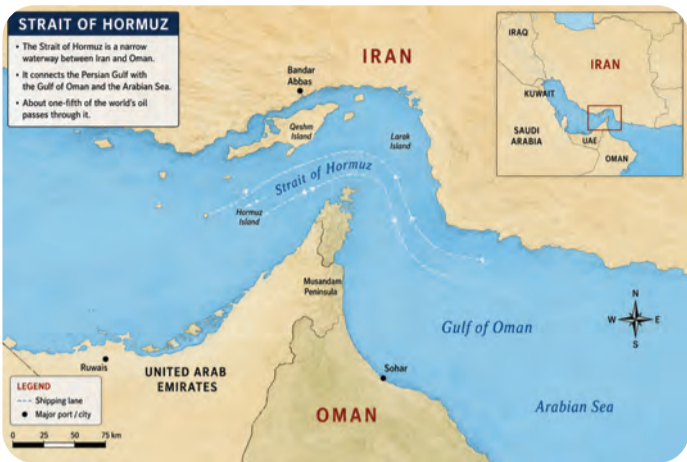 STRAIT OF HORMUZ
• The Strait of Hormuz is a narrow
waterway between Iran and Oman.
• It connects the Persian Gulf with
the Gulf of Oman and the Arabian Sea.
• About one-fifth of the world's oil
passes through it.
IRAN
Bandar
Abbas
Qeshm
Island
Larak
Island
Strait of Hormuz
Hormuz
Island
Musandam
Peninsula
Gulf of Oman
Arabian Sea
Ruwais
UNITED ARAB
EMIRATES
Sohar
OMAN
IRAQ
IRAN
KUWAIT
SAUDI
ARABIA
UAE
OMAN
N
W E
S
LEGEND
Shipping lane
Major port / city
0 25 50 75 km